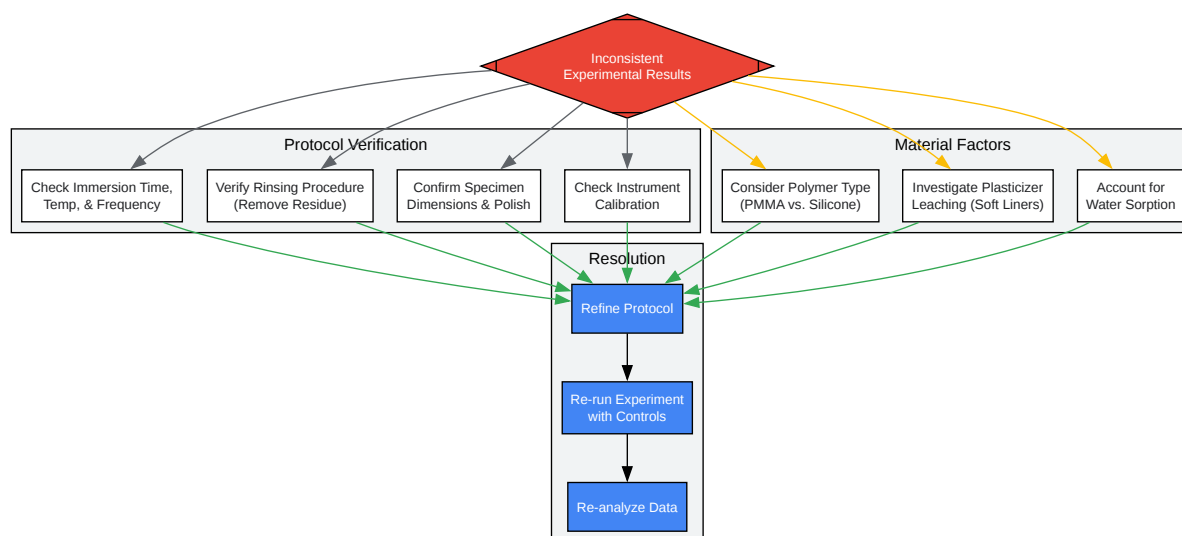 Inconsistent
Experimental Results
Protocol Verification
Check Immersion Time,
Temp, & Frequency
Verify Rinsing Procedure
(Remove Residue)
Confirm Specimen
Dimensions & Polish
Check Instrument
Calibration
Material Factors
Consider Polymer Type
(PMMA vs. Silicone)
Investigate Plasticizer
Leaching (Soft Liners)
Account for
Water Sorption
Resolution
Refine Protocol
Re-run Experiment
with Controls
Re-analyze Data